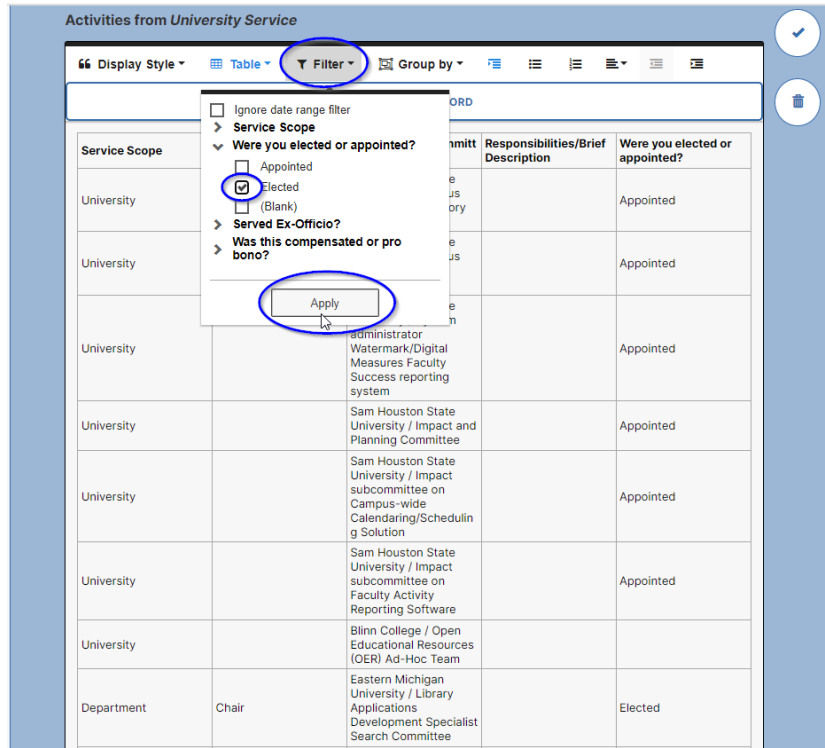 Activities from University Service
Display Style
Table
Filter
Group by
ORD
Ignore date range filter
Service Scope
Were you elected or appointed?
Appointed
Elected
(Blank)
Served Ex-Officio?
Was this compensated or pro
bono?
Apply
Service Scope
Responsibilities/Brief
Description
Were you elected or
appointed?
University
Appointed
University
Appointed
University
administrator
Watermark/Digital
Measures Faculty
Success reporting
system
Appointed
University
Sam Houston State
University / Impact and
Planning Committee
Appointed
University
Sam Houston State
University / Impact
subcommittee on
Campus-wide
Calendaring/Schedulin
g Solution
Appointed
University
Sam Houston State
University / Impact
subcommittee on
Faculty Activity
Reporting Software
Appointed
University
Blinn College / Open
Educational Resources
(OER) Ad-Hoc Team
Department
Chair
Eastern Michigan
University / Library
Applications
Development Specialist
Search Committee
Elected